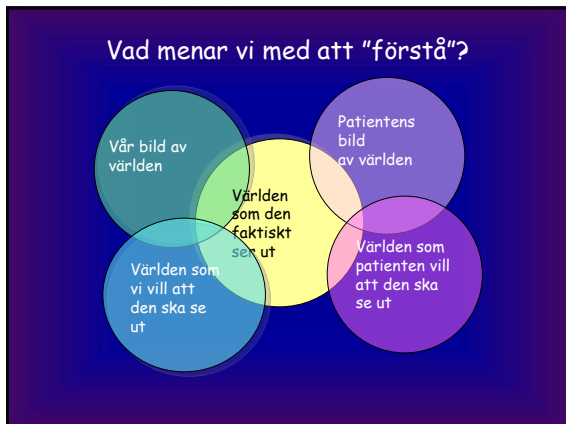 Vad menar vi med att ”förstå”?
Vår bild av
världen
Patientens
bild
av världen
Världen
som den
faktiskt
ser ut
Världen som
vi vill att
den ska se
ut
Världen som
patienten vill
att den ska
se ut